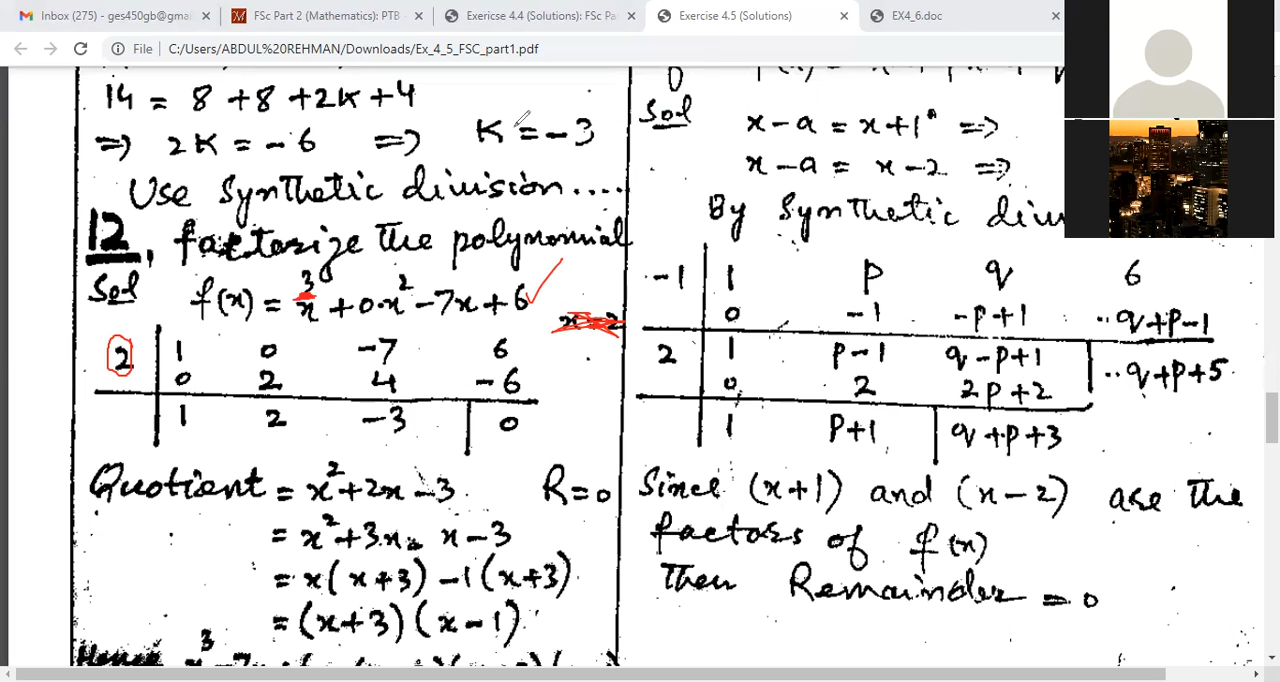 Inbox (275) - ges450gb@gmai
FSc Part 2 (Mathematics): PTB
Exericse 4.4 (Solutions): FSc Pa
Exercise 4.5 (Solutions)
EX4_6.doc
File
C:/Users/ABDUL%20REHMAN/Downloads/Ex_4_5_FSC_part1.pdf
14 = 8 + 8 + 2K + 4
⇒ 2K = -6 ⇒ K = -3
Use Synthetic division....
12, factorize the polynomial
Sol f(x) = x³ + 0·x² - 7x + 6 ✓
2 | 1 0 -7 6
0 2 4 -6
1 2 -3 | 0
Quotient = x² + 2x - 3 R=0
= x² + 3x - x - 3
= x(x+3) - 1(x+3)
= (x+3)(x-1)
Hence
Sol x-a = x+1 ⇒
x-a = x-2 ⇒
By Synthetic div
-1 | 1 p q 6
0 -1 -p+1 -q+p-1
2 | 1 p-1 q-p+1 | -q+p+5
0 2 2p+2
1 p+1 | q+p+3
Since (x+1) and (x-2) are the
factors of f(x)
Then Remainder = 0